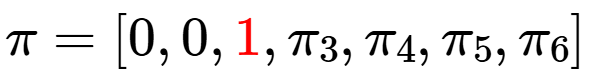 π = [0, 0, 1, π₃, π₄, π₅, π₆]